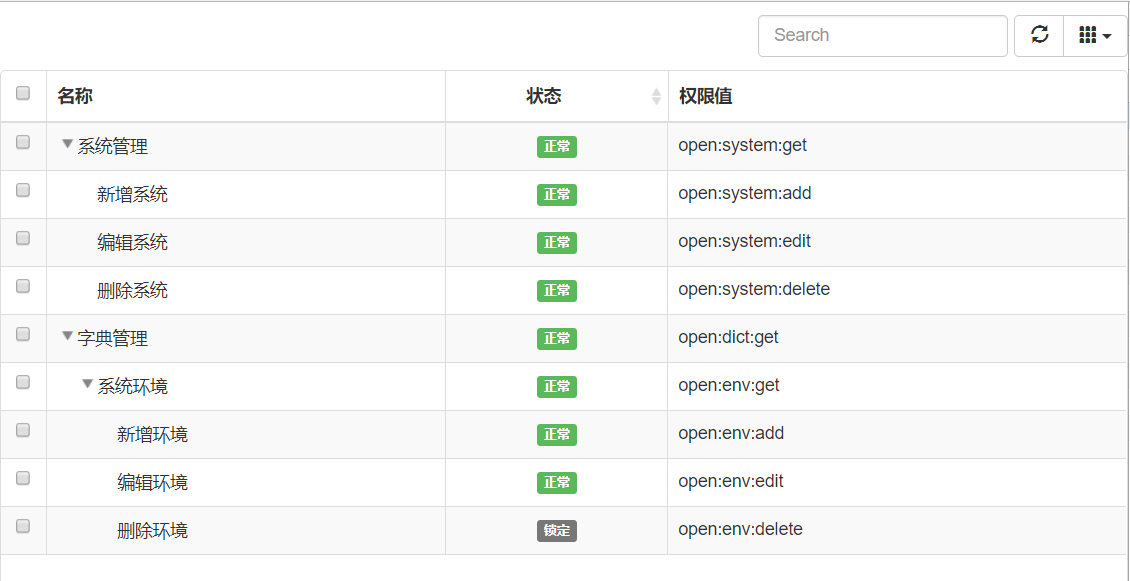 Search
名称 状态 权限值
系统管理 正常 open:system:get
新增系统 正常 open:system:add
编辑系统 正常 open:system:edit
删除系统 正常 open:system:delete
字典管理 正常 open:dict:get
系统环境 正常 open:env:get
新增环境 正常 open:env:add
编辑环境 正常 open:env:edit
删除环境 锁定 open:env:delete